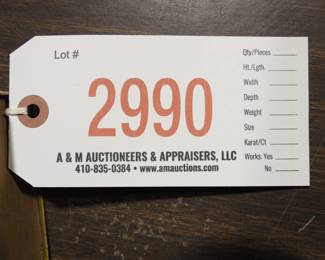 Lot #
2990
A & M AUCTIONEERS & APPRAISERS, LLC
410-835-0384 • www.amauctions.com
Qty/Pieces
Ht./Lgth
Width
Depth
Weight
Size
Karat/Ct
Works: Yes
No